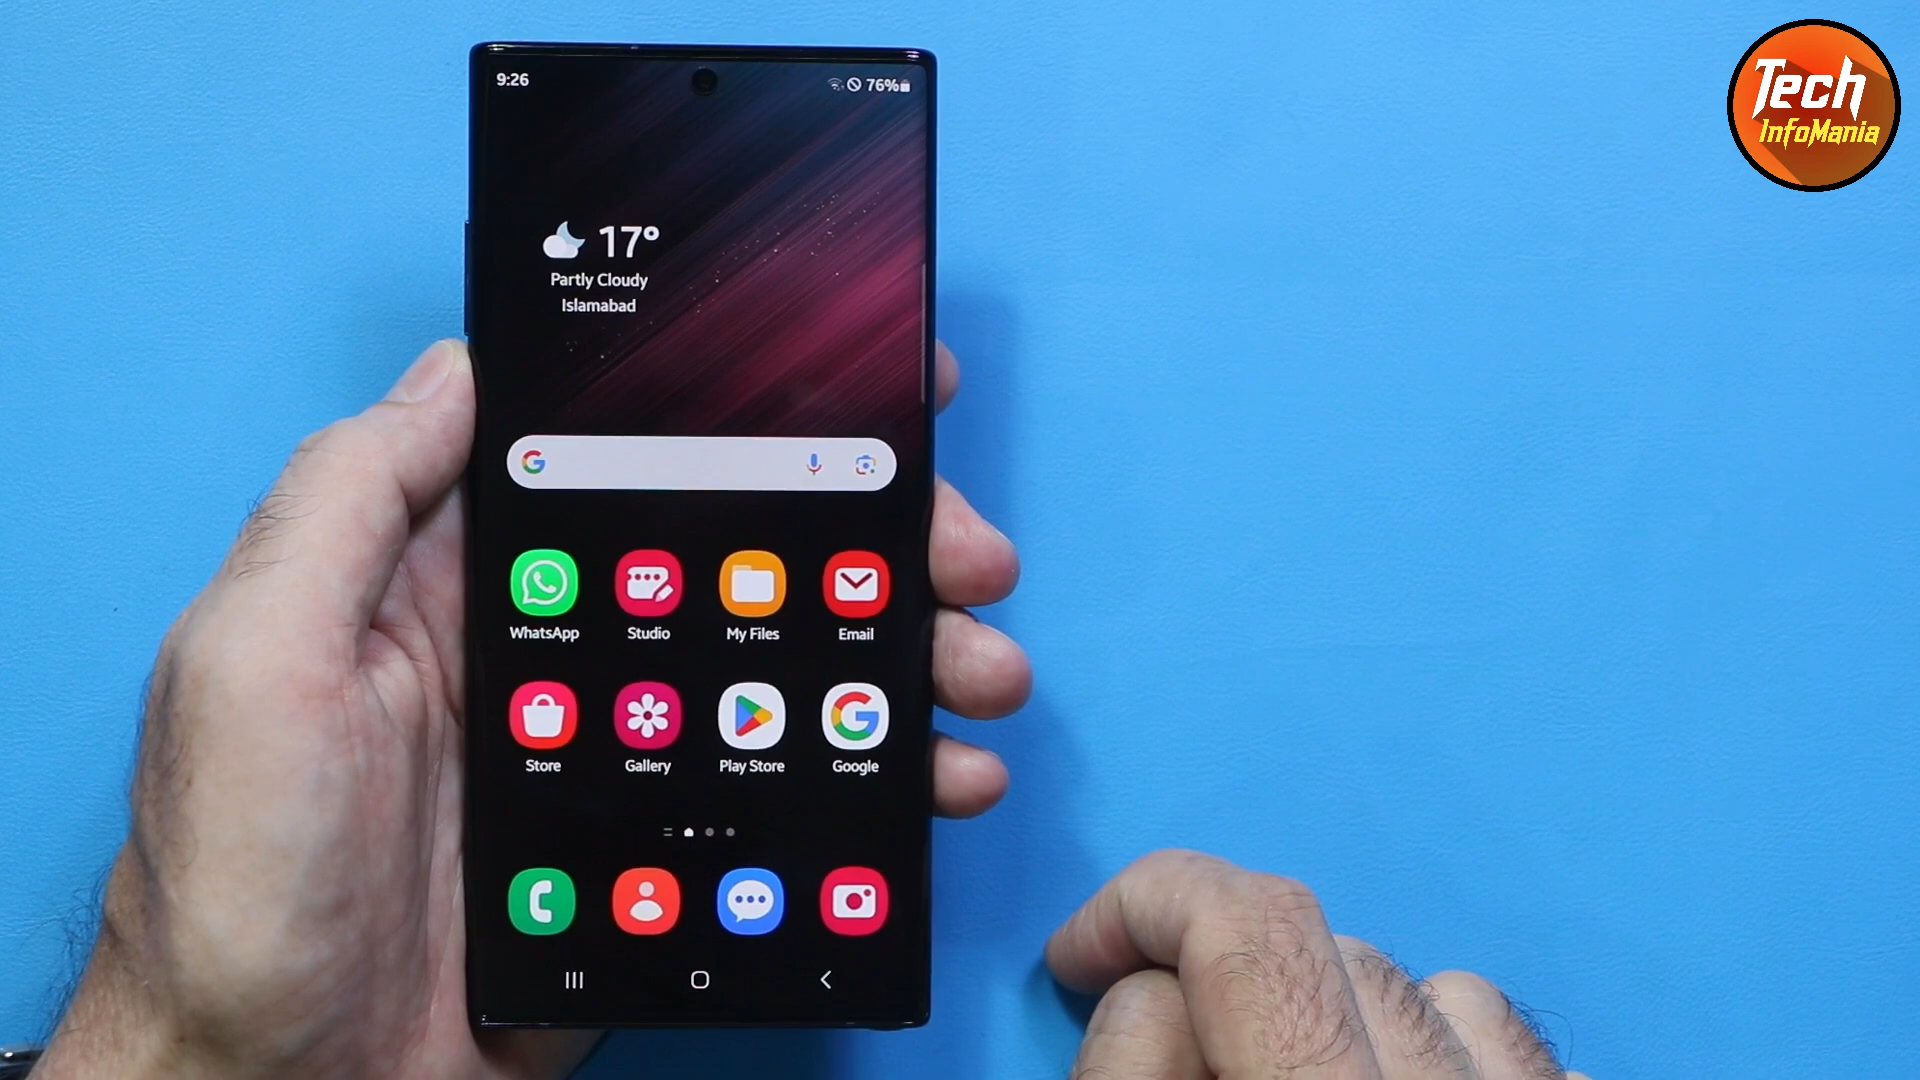 9:26
76%
17°
Partly Cloudy
Islamabad
WhatsApp
Studio
My Files
Email
Store
Gallery
Play Store
Google
Tech
InfoMania